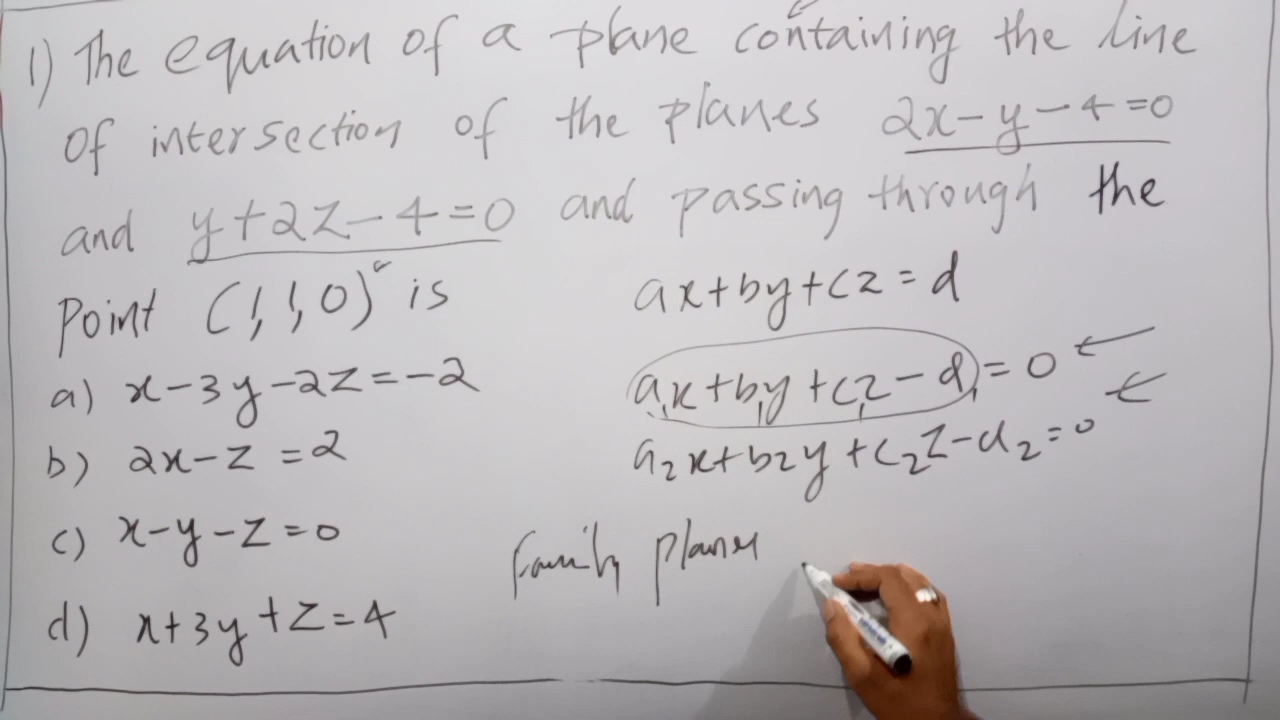 1) The equation of a plane containing the line
of intersection of the planes 2x-y-4=0
and y+2z-4=0 and passing through the
Point (1, 1, 0) is
a) x-3y-2z=-2
b) 2x-z=2
c) x-y-z=0
d) x+3y+z=4
ax+by+cz=d
a₁x+b₁y+c₁z-d₁=0
a₂x+b₂y+c₂z-d₂=0
Family planes